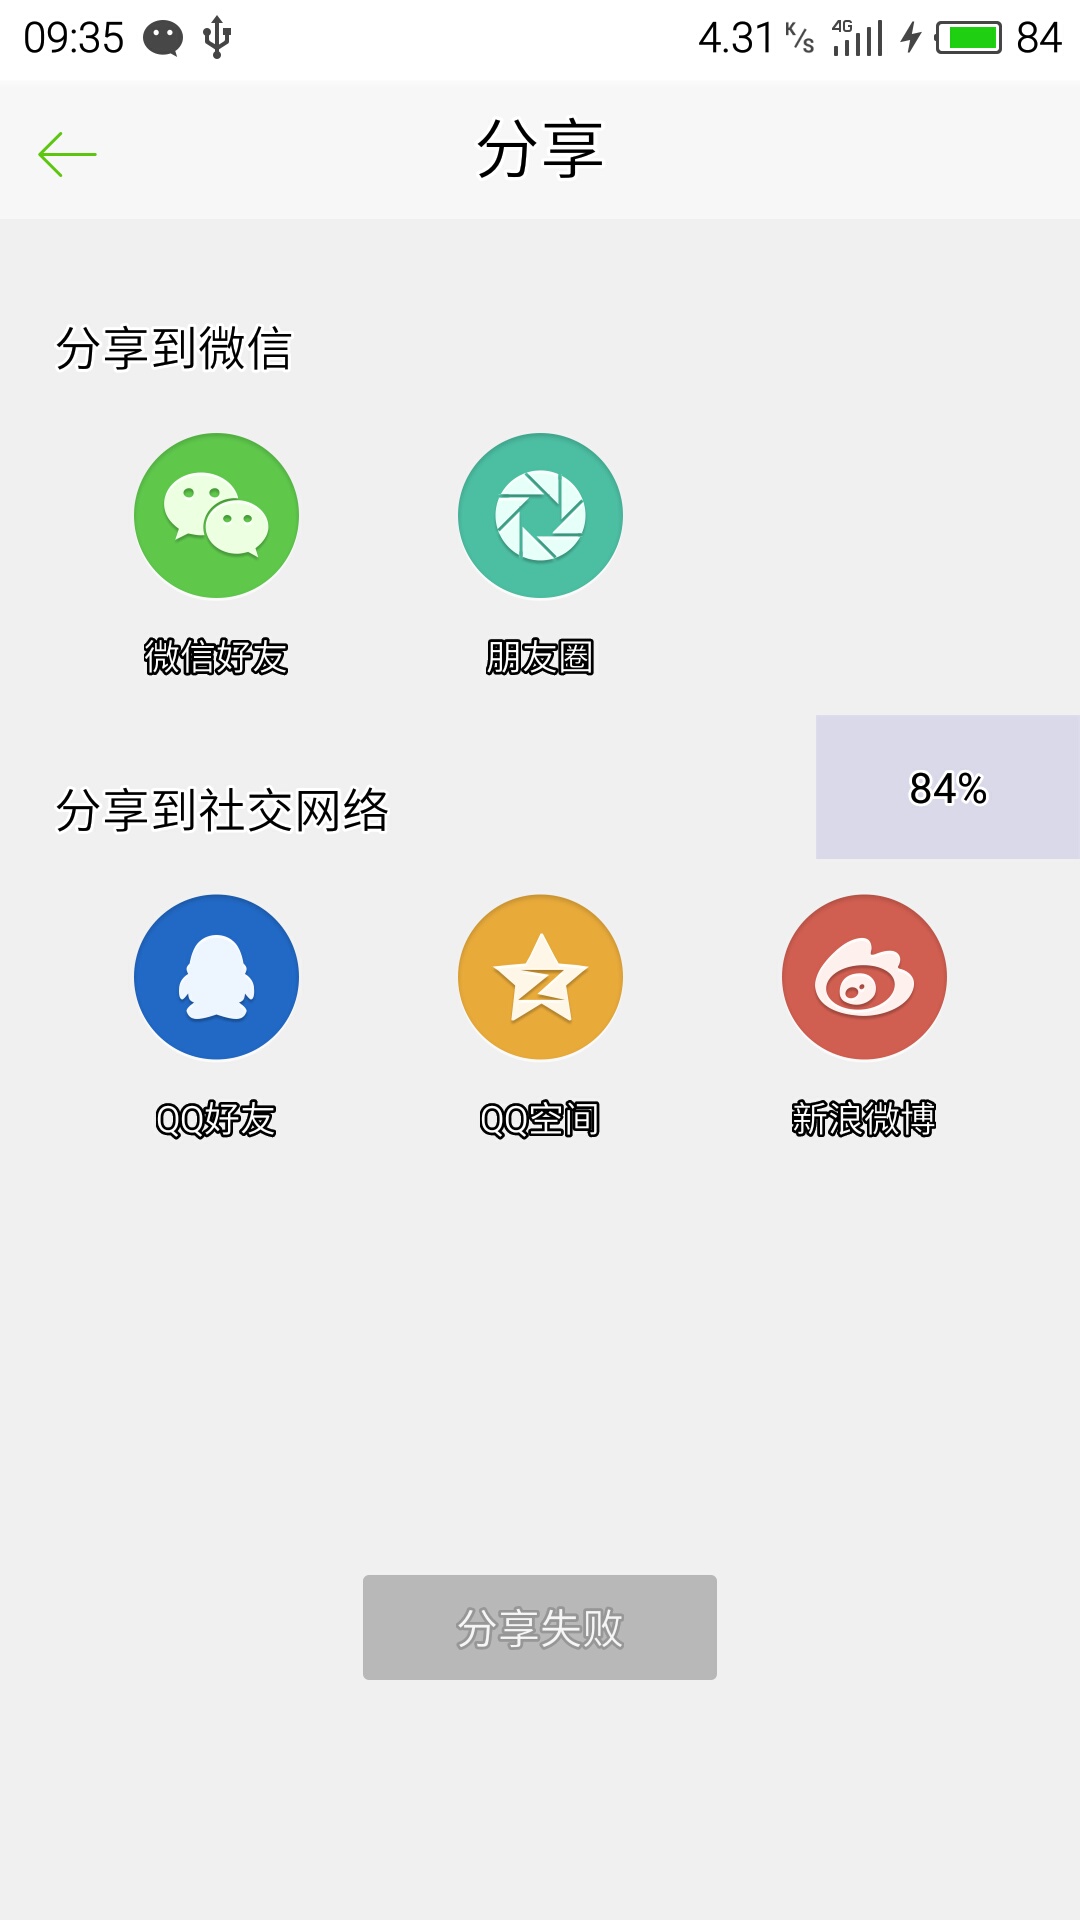 09:35 4.31 K/s 4G 84
分享
分享到微信
微信好友 朋友圈
84%
分享到社交网络
QQ好友 QQ空间 新浪微博
分享失败